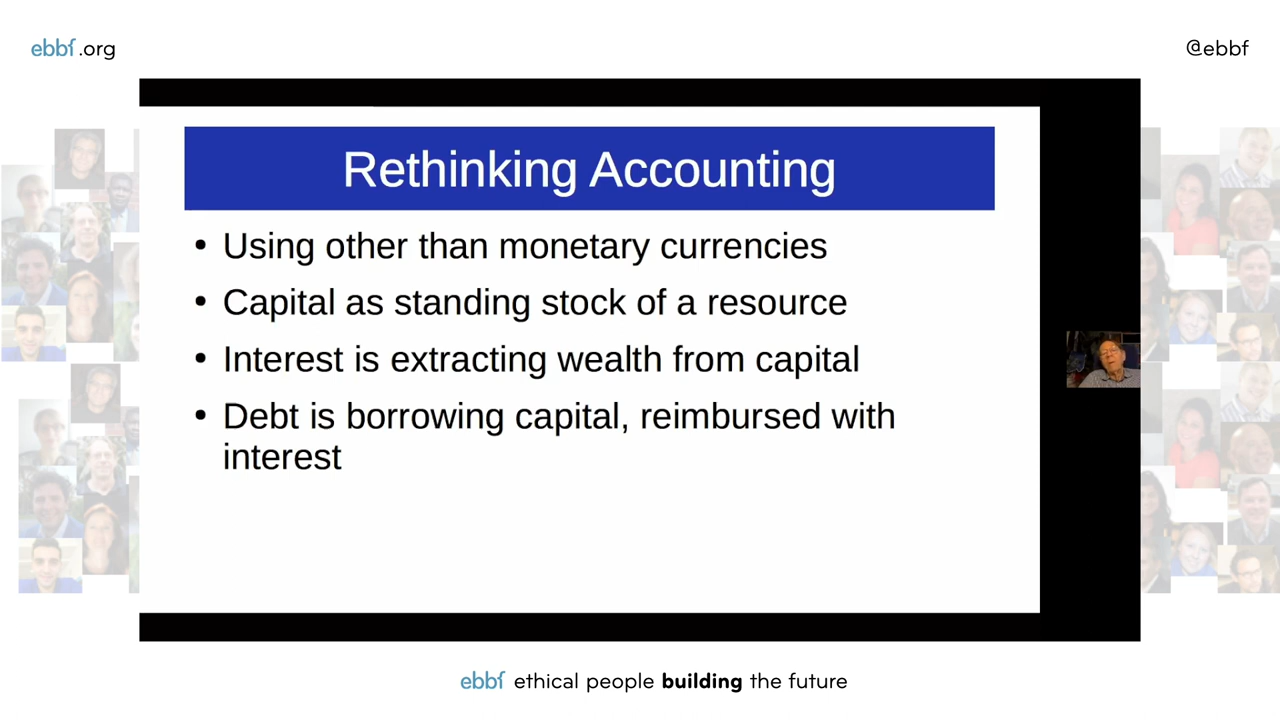 ebbf.org
@ebbf
Rethinking Accounting
• Using other than monetary currencies
• Capital as standing stock of a resource
• Interest is extracting wealth from capital
• Debt is borrowing capital, reimbursed with
interest
ebbf ethical people building the future